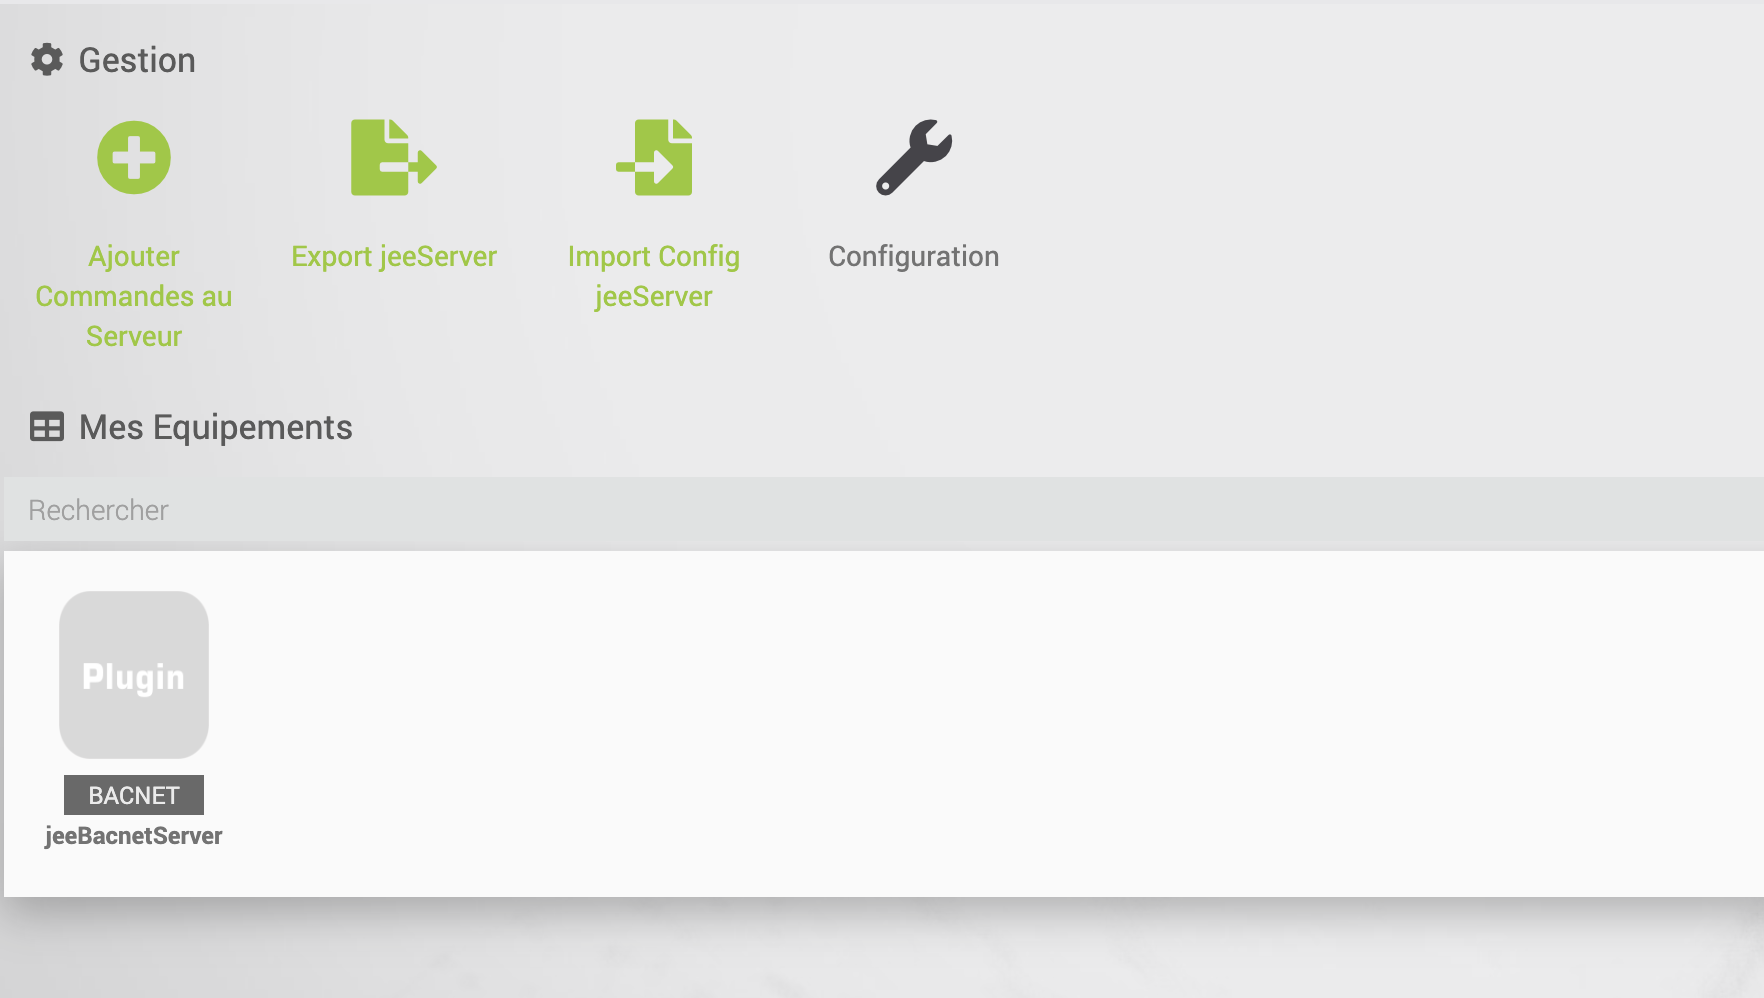 Gestion
Ajouter
Commandes au
Serveur
Export jeeServer
Import Config
jeeServer
Configuration
Mes Equipements
Rechercher
Plugin
BACNET
jeeBacnetServer